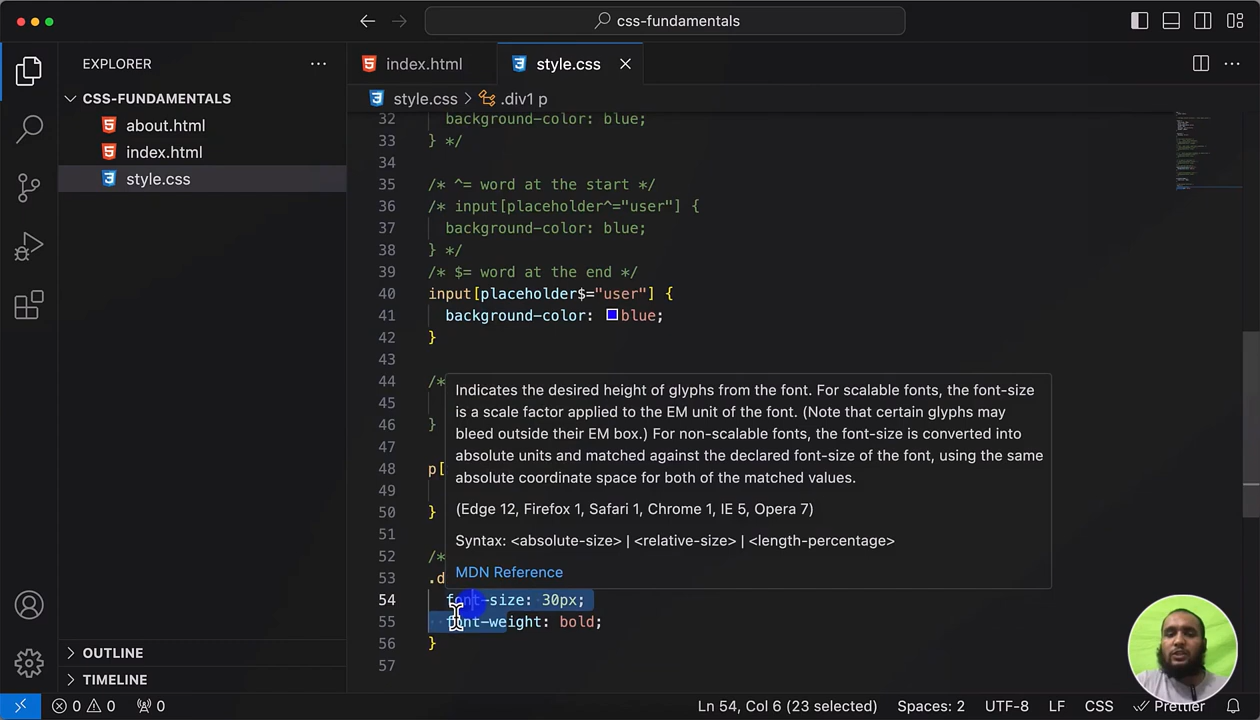 css-fundamentals
EXPLORER
index.html
style.css
CSS-FUNDAMENTALS
style.css > .div1 p
about.html
index.html
style.css
32 background-color: blue;
33 } */
34
35 /* ^= word at the start */
36 /* input[placeholder^="user"] {
37 background-color: blue;
38 } */
39 /* $= word at the end */
40 input[placeholder$="user"] {
41 background-color: blue;
42 }
43
44 /*
45
46 }
47
48 p[
49
50 }
51
52 /*
53 .d
54 font-size: 30px;
55 font-weight: bold;
56 }
57
Indicates the desired height of glyphs from the font. For scalable fonts, the font-size
is a scale factor applied to the EM unit of the font. (Note that certain glyphs may
bleed outside their EM box.) For non-scalable fonts, the font-size is converted into
absolute units and matched against the declared font-size of the font, using the same
absolute coordinate space for both of the matched values.
(Edge 12, Firefox 1, Safari 1, Chrome 1, IE 5, Opera 7)
Syntax: <absolute-size> | <relative-size> | <length-percentage>
MDN Reference
OUTLINE
TIMELINE
0 0 0
Ln 54, Col 6 (23 selected)
Spaces: 2
UTF-8
LF
CSS
Prettier